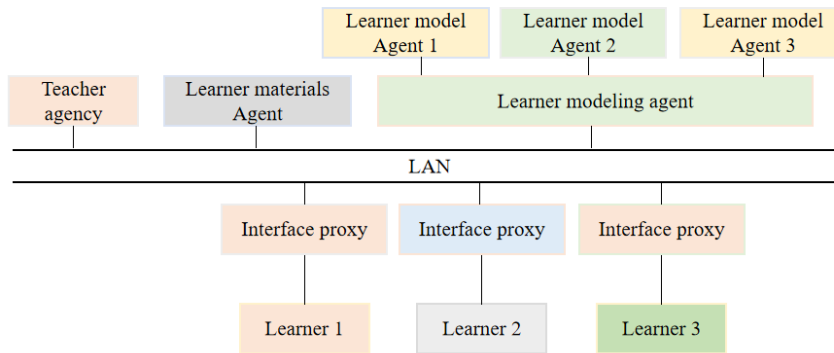 Learner model
Agent 1
Learner model
Agent 2
Learner model
Agent 3
Teacher
agency
Learner materials
Agent
Learner modeling agent
LAN
Interface proxy
Interface proxy
Interface proxy
Learner 1
Learner 2
Learner 3